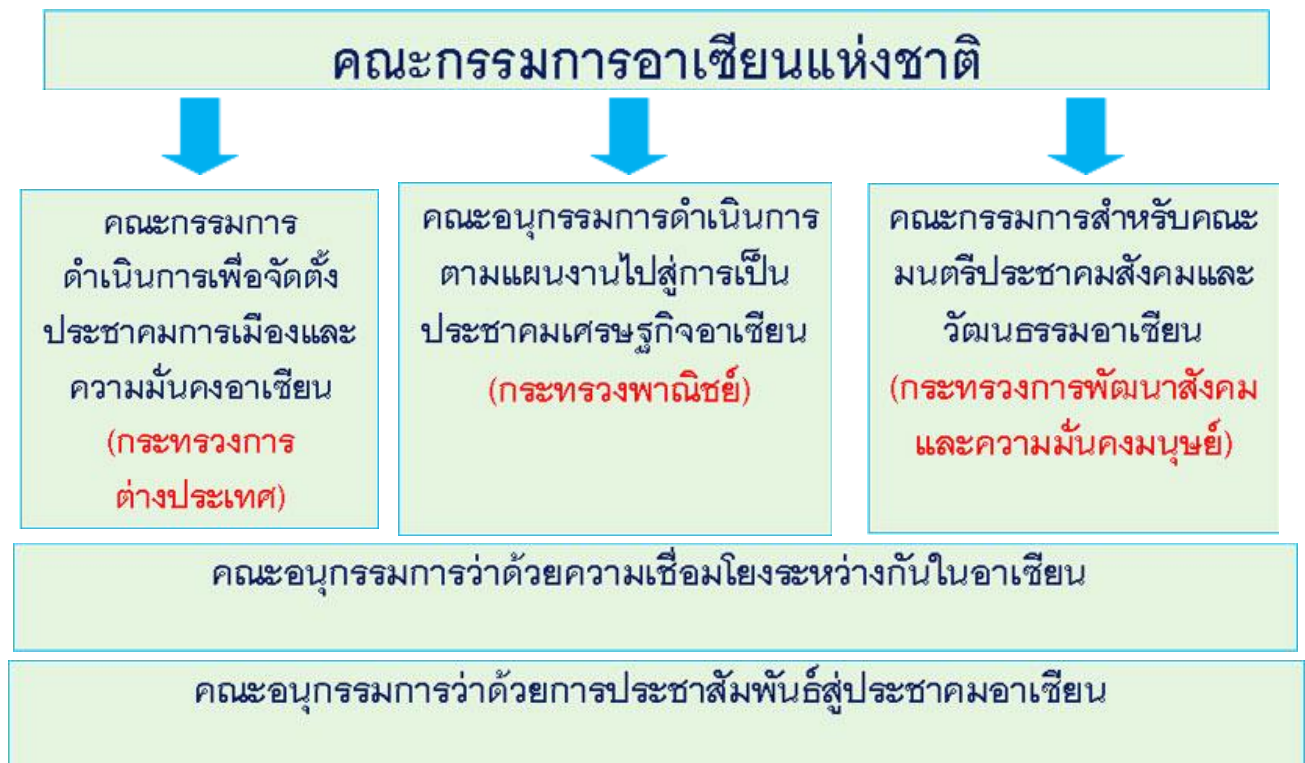 คณะกรรมการอาเซียนแห่งชาติ
คณะกรรมการ
ดำเนินการเพื่อจัดตั้ง
ประชาคมการเมืองและ
ความมั่นคงอาเซียน
(กระทรวงการ
ต่างประเทศ)
คณะอนุกรรมการดำเนินการ
ตามแผนงานไปสู่การเป็น
ประชาคมเศรษฐกิจอาเซียน
(กระทรวงพาณิชย์)
คณะกรรมการสำหรับคณะ
มนตรีประชาคมสังคมและ
วัฒนธรรมอาเซียน
(กระทรวงการพัฒนาสังคม
และความมั่นคงมนุษย์)
คณะอนุกรรมการว่าด้วยความเชื่อมโยงระหว่างกันในอาเซียน
คณะอนุกรรมการว่าด้วยการประชาสัมพันธ์สู่ประชาคมอาเซียน